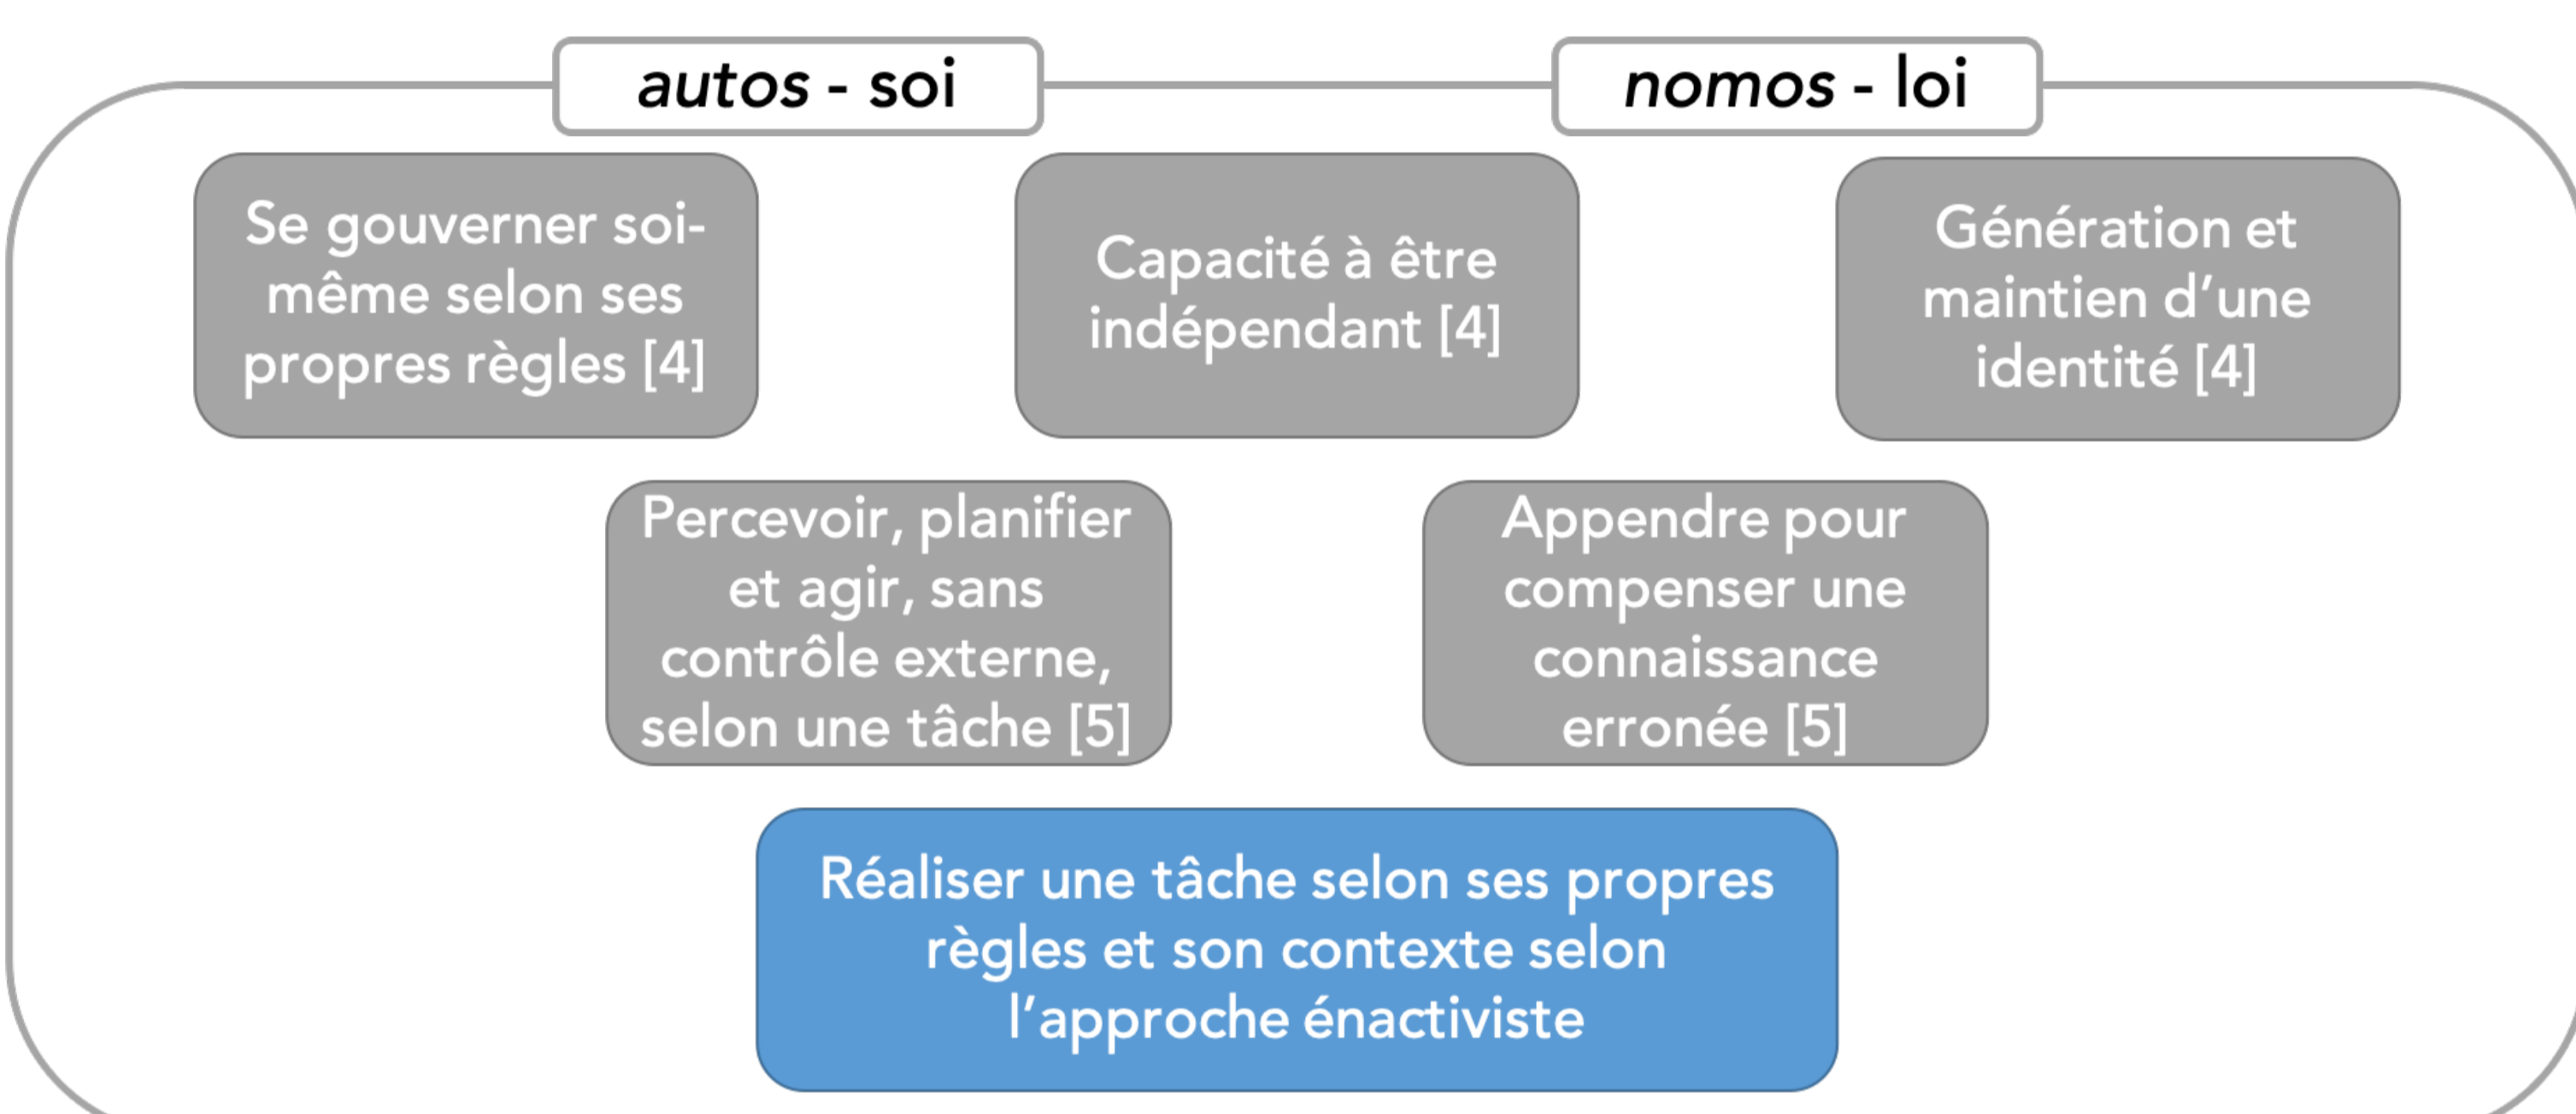 autos - soi
nomos - loi
Se gouverner soi-
même selon ses
propres règles [4]
Capacité à être
indépendant [4]
Génération et
maintien d’une
identité [4]
Percevoir, planifier
et agir, sans
contrôle externe,
selon une tâche [5]
Appendre pour
compenser une
connaissance
erronée [5]
Réaliser une tâche selon ses propres
règles et son contexte selon
l’approche énactiviste